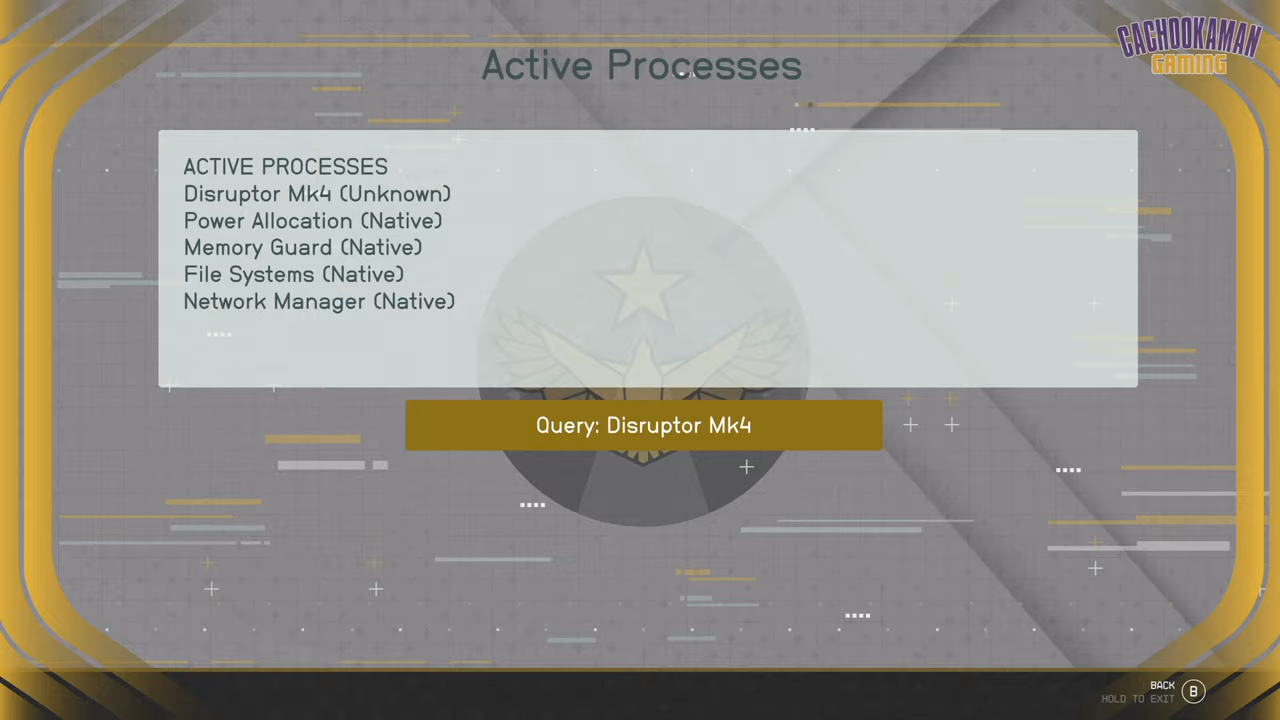 CACHOOKAMAN
GAMING
Active Processes
ACTIVE PROCESSES
Disruptor Mk4 (Unknown)
Power Allocation (Native)
Memory Guard (Native)
File Systems (Native)
Network Manager (Native)
Query: Disruptor Mk4
BACK
HOLD TO EXIT
B